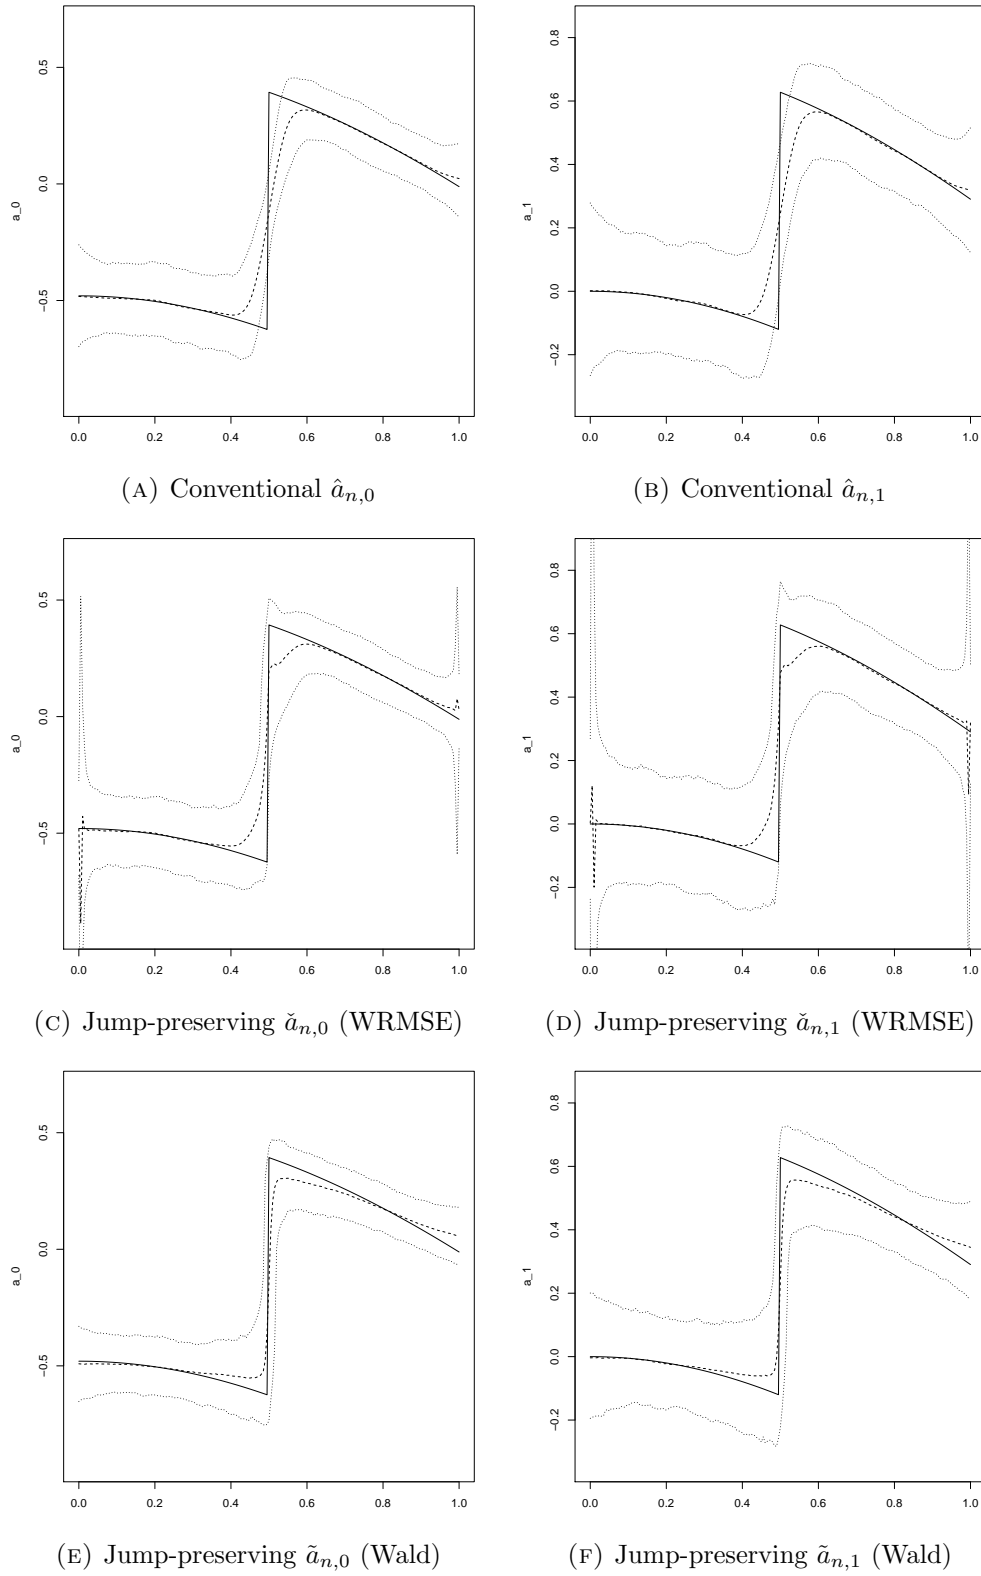 0.5
0.0
−0.5
a_0
0.0 0.2 0.4 0.6 0.8 1.0
(A) Conventional â_{n,0}
0.8
0.6
0.4
0.2
0.0
−0.2
a_1
0.0 0.2 0.4 0.6 0.8 1.0
(B) Conventional â_{n,1}
0.5
0.0
−0.5
a_0
0.0 0.2 0.4 0.6 0.8 1.0
(C) Jump-preserving ǎ_{n,0} (WRMSE)
0.8
0.6
0.4
0.2
0.0
−0.2
a_1
0.0 0.2 0.4 0.6 0.8 1.0
(D) Jump-preserving ǎ_{n,1} (WRMSE)
0.5
0.0
−0.5
a_0
0.0 0.2 0.4 0.6 0.8 1.0
(E) Jump-preserving ã_{n,0} (Wald)
0.8
0.6
0.4
0.2
0.0
−0.2
a_1
0.0 0.2 0.4 0.6 0.8 1.0
(F) Jump-preserving ã_{n,1} (Wald)